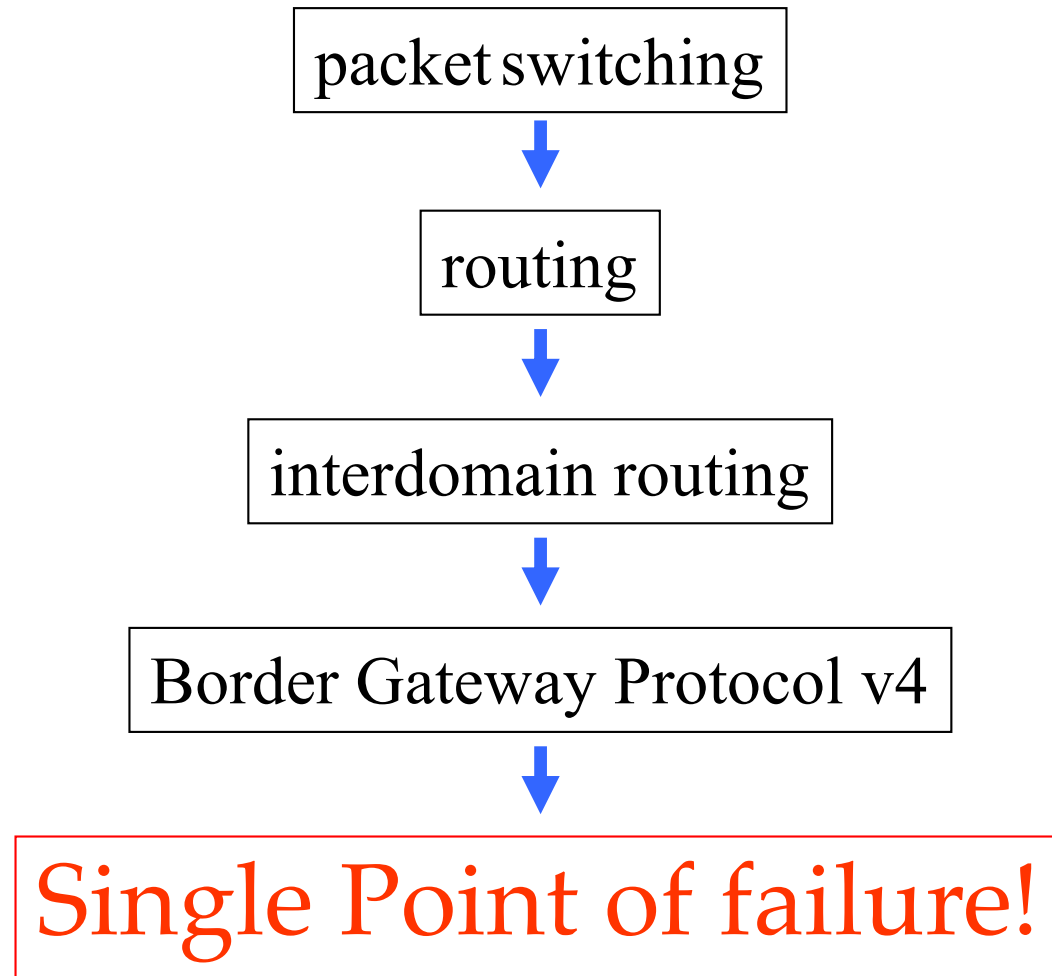 packet switching
routing
interdomain routing
Border Gateway Protocol v4
Single Point of failure!